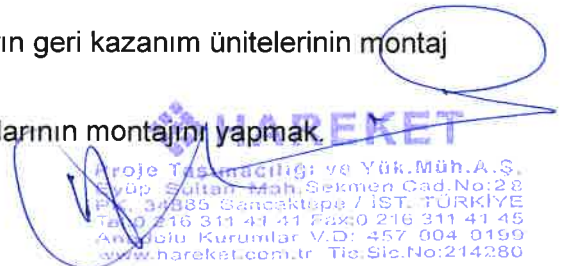 ın geri kazanım ünitelerinin montaj
larının montajını yapmak.
HAREKET
Proje Taşımacılığı ve Yük.Müh.A.Ş.
Eyüp Sultan Mah.Sekmen Cad.No:28
34885 Sancaktepe / İST. TÜRKİYE
Tel:0 216 311 41 41 Fax:0 216 311 41 45
Anadolu Kurumlar V.D: 457 004 0199
www.hareket.com.tr Tic.Sic.No:214280